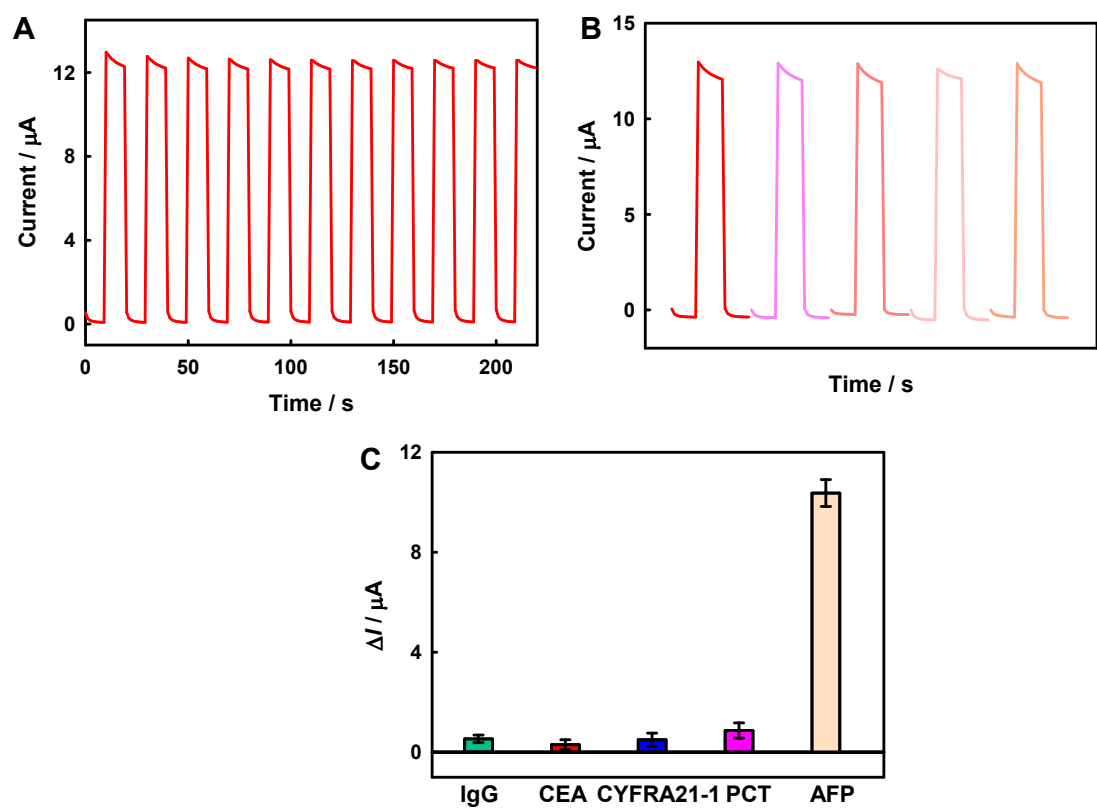 A
Current / μA
12
8
4
0
0 50 100 150 200
Time / s
B
Current / μA
15
10
5
0
Time / s
C
ΔI / μA
12
8
4
0
IgG CEA CYFRA21-1 PCT AFP